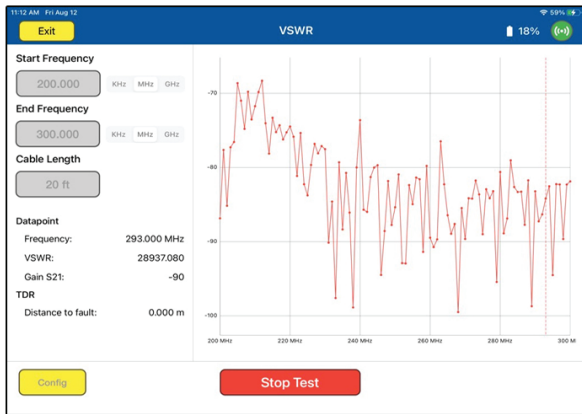 11:12 AM Fri Aug 12
59%
Exit
VSWR
18%
Start Frequency
200.000
KHz MHz GHz
End Frequency
300.000
KHz MHz GHz
Cable Length
20 ft
Datapoint
Frequency: 293.000 MHz
VSWR: 28937.080
Gain S21: -90
TDR
Distance to fault: 0.000 m
-70
-80
-90
-100
200 MHz
220 MHz
240 MHz
260 MHz
280 MHz
300 M
Config
Stop Test